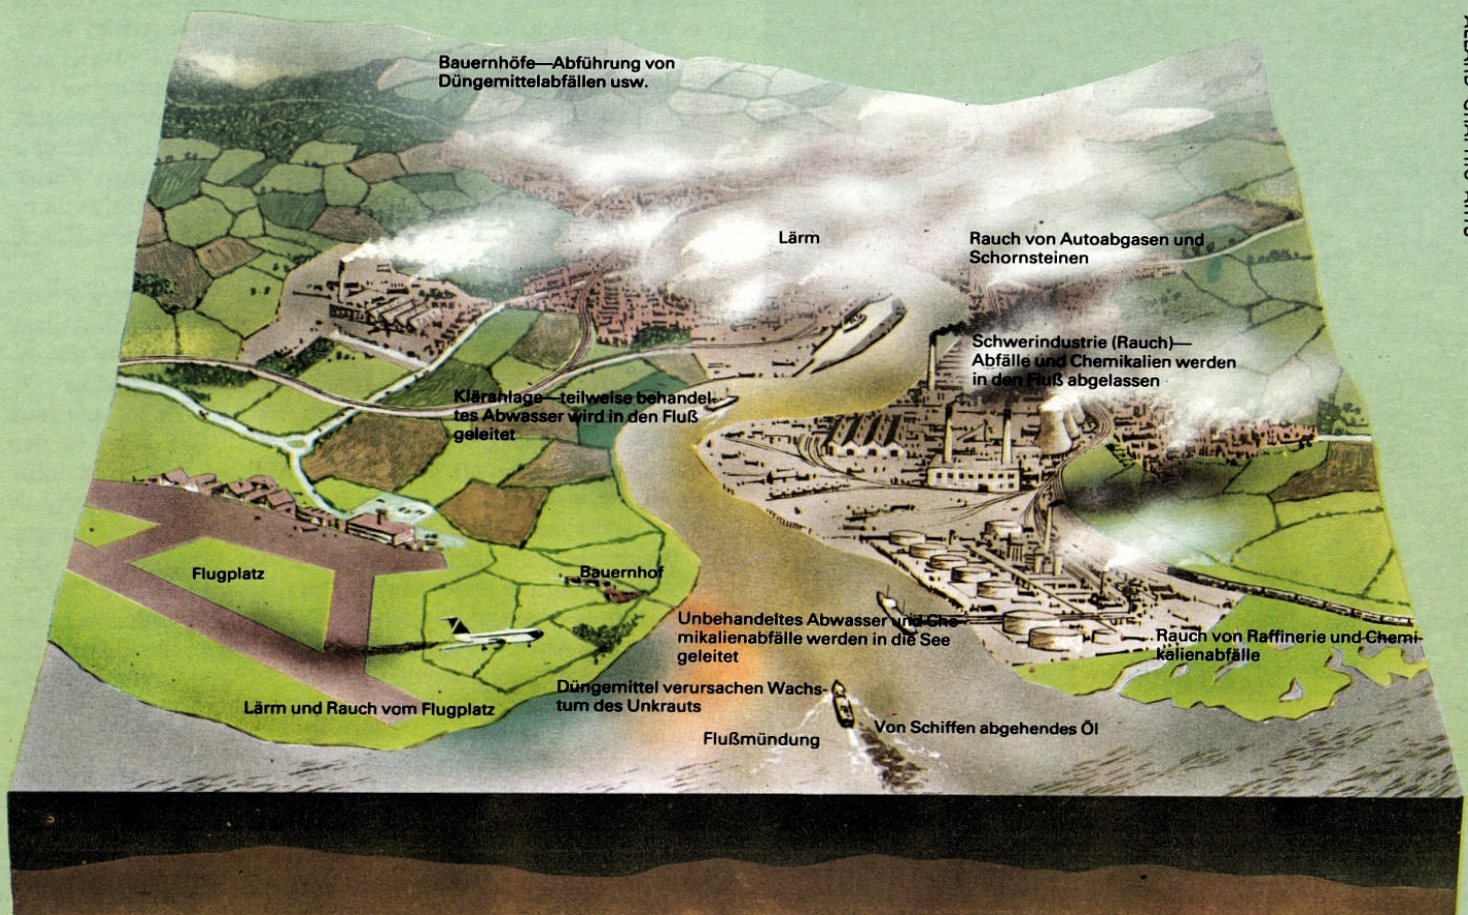 Bauernhöfe—Abführung von
Düngemittelabfällen usw.
Lärm
Rauch von Autoabgasen und
Schornsteinen
Schwerindustrie (Rauch)—
Abfälle und Chemikalien werden
in den Fluß abgelassen
Kläranlage—teilweise behandel-
tes Abwasser wird in den Fluß
geleitet
Flugplatz
Bauernhof
Unbehandeltes Abwasser und Che-
mikalienabfälle werden in die See
geleitet
Rauch von Raffinerie und Chemi-
kalienabfälle
Düngemittel verursachen Wachs-
tum des Unkrauts
Lärm und Rauch vom Flugplatz
Von Schiffen abgehendes Öl
Flußmündung